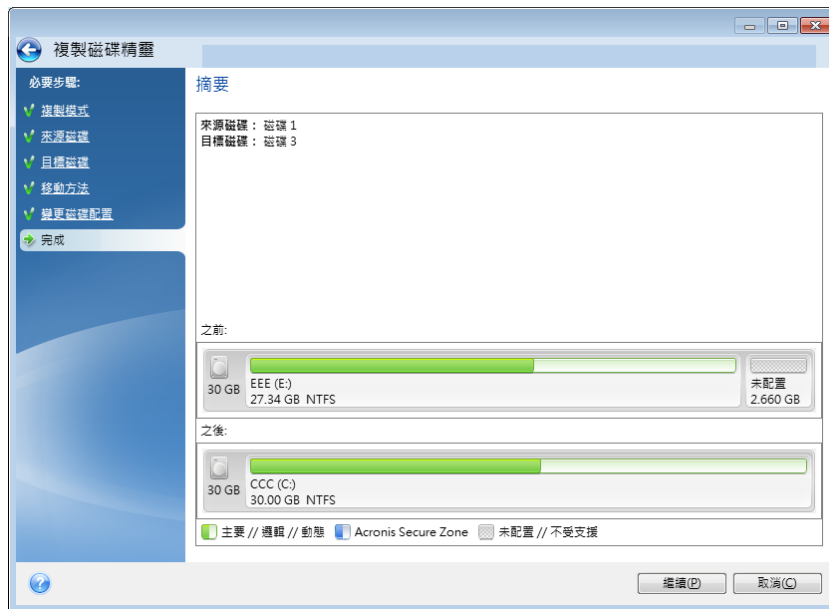 複製磁碟精靈
必要步驟:
複製模式
來源磁碟
目標磁碟
移動方法
變更磁碟配置
完成
摘要
來源磁碟： 磁碟 1
目標磁碟： 磁碟 3
之前:
30 GB
EEE (E:)
27.34 GB NTFS
未配置
2.660 GB
之後:
30 GB
CCC (C:)
30.00 GB NTFS
主要 // 邏輯 // 動態 Acronis Secure Zone 未配置 // 不受支援
繼續(P) 取消(C)